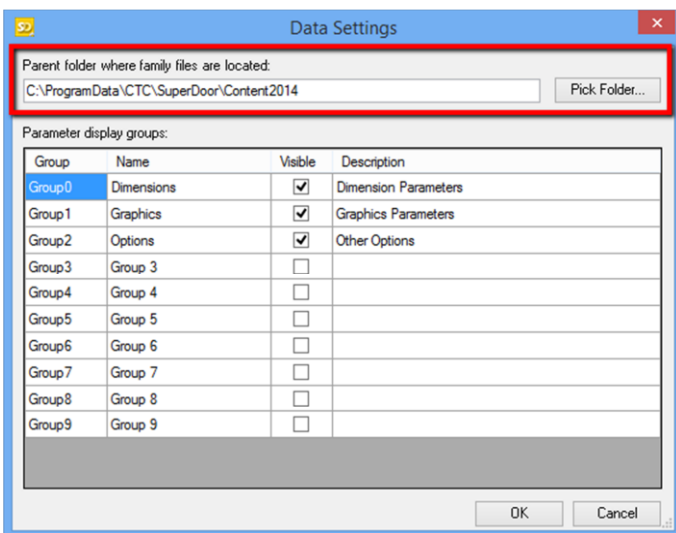 SD Data Settings
Parent folder where family files are located:
C:\ProgramData\CTC\SuperDoor\Content2014 Pick Folder...
Parameter display groups:
Group Name Visible Description
Group0 Dimensions Dimension Parameters
Group1 Graphics Graphics Parameters
Group2 Options Other Options
Group3 Group 3
Group4 Group 4
Group5 Group 5
Group6 Group 6
Group7 Group 7
Group8 Group 8
Group9 Group 9
OK Cancel